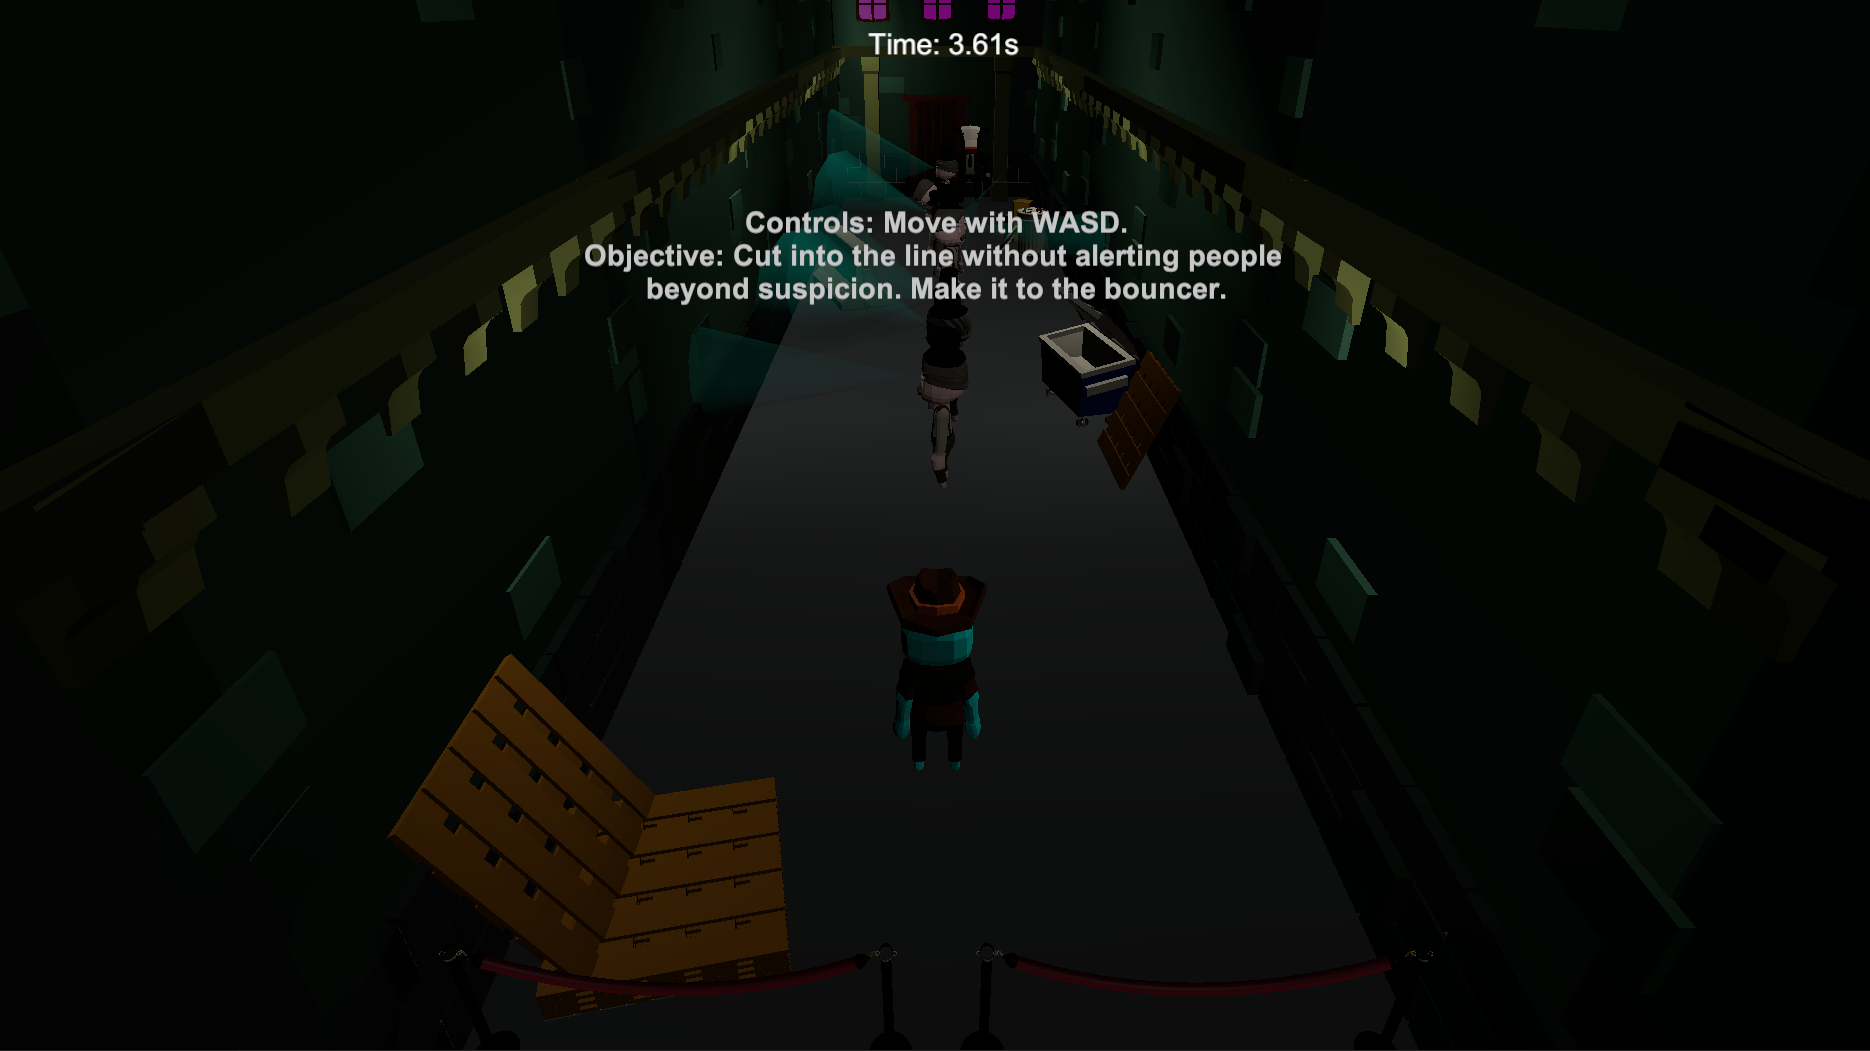 Time: 3.61s
Controls: Move with WASD.
Objective: Cut into the line without alerting people
beyond suspicion. Make it to the bouncer.